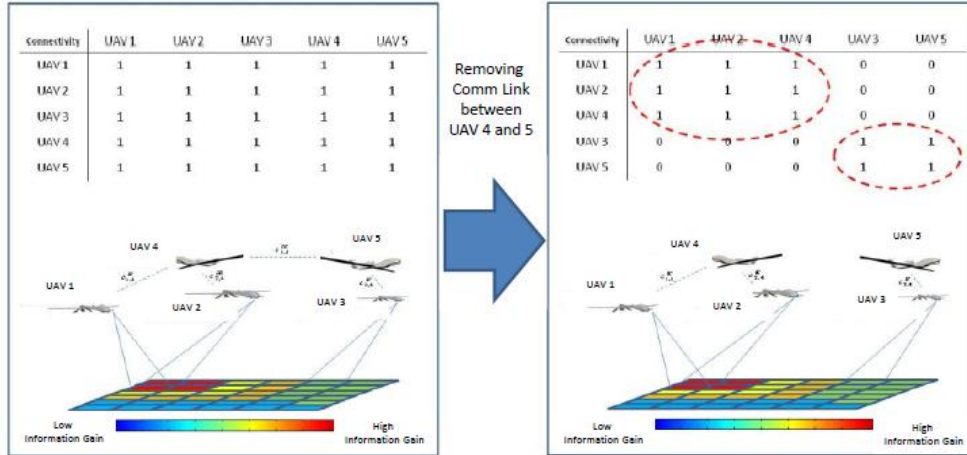 Connectivity UAV 1 UAV 2 UAV 3 UAV 4 UAV 5
UAV 1 1 1 1 1 1
UAV 2 1 1 1 1 1
UAV 3 1 1 1 1 1
UAV 4 1 1 1 1 1
UAV 5 1 1 1 1 1
UAV 4
UAV 5
UAV 1
UAV 2
UAV 3
Low
Information Gain
High
Information Gain
Removing
Comm Link
between
UAV 4 and 5
Connectivity UAV 1 UAV 2 UAV 4 UAV 3 UAV 5
UAV 1 1 1 1 0 0
UAV 2 1 1 1 0 0
UAV 4 1 1 1 0 0
UAV 3 0 0 0 1 1
UAV 5 0 0 0 1 1
UAV 4
UAV 5
UAV 1
UAV 2
UAV 3
Low
Information Gain
High
Information Gain